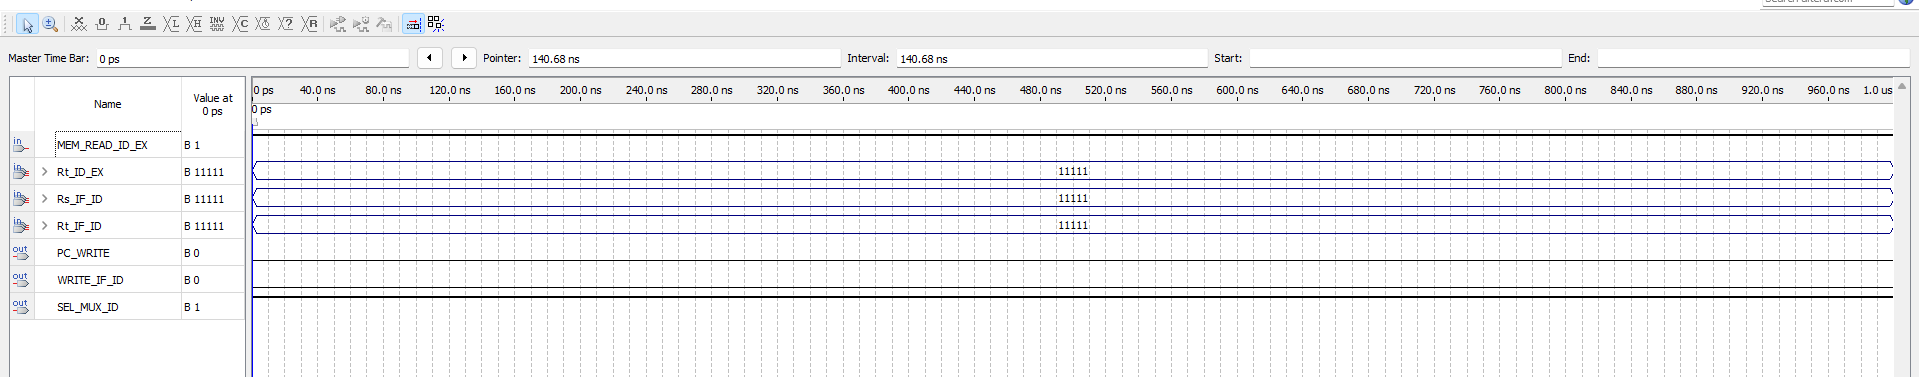 Master Time Bar: 0 ps Pointer: 140.68 ns Interval: 140.68 ns Start: End:
Name Value at 0 ps
0 ps 40.0 ns 80.0 ns 120.0 ns 160.0 ns 200.0 ns 240.0 ns 280.0 ns 320.0 ns 360.0 ns 400.0 ns 440.0 ns 480.0 ns 520.0 ns 560.0 ns 600.0 ns 640.0 ns 680.0 ns 720.0 ns 760.0 ns 800.0 ns 840.0 ns 880.0 ns 920.0 ns 960.0 ns 1.0 us
0 ps
in MEM_READ_ID_EX B 1
in Rt_ID_EX B 11111 11111
in Rs_IF_ID B 11111 11111
in Rt_IF_ID B 11111 11111
out PC_WRITE B 0
out WRITE_IF_ID B 0
out SEL_MUX_ID B 1